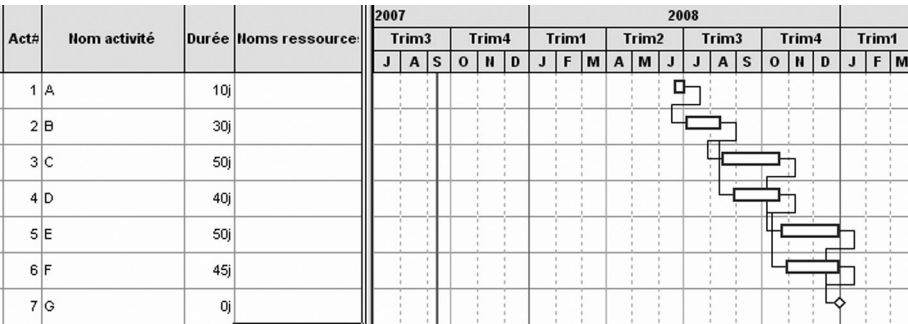 2007 2008
Act# Nom activité Durée Noms ressource: Trim3 Trim4 Trim1 Trim2 Trim3 Trim4 Trim1
J A S O N D J F M A M J J A S O N D J F M
1 A 10j
2 B 30j
3 C 50j
4 D 40j
5 E 50j
6 F 45j
7 G 0j